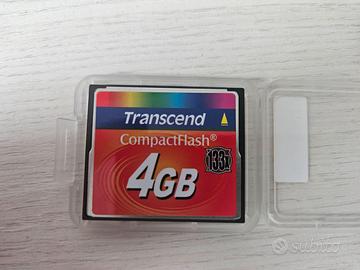 Transcend
CompactFlash®
133x
4GB
subito